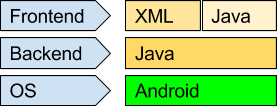 Frontend XML Java
Backend Java
OS Android